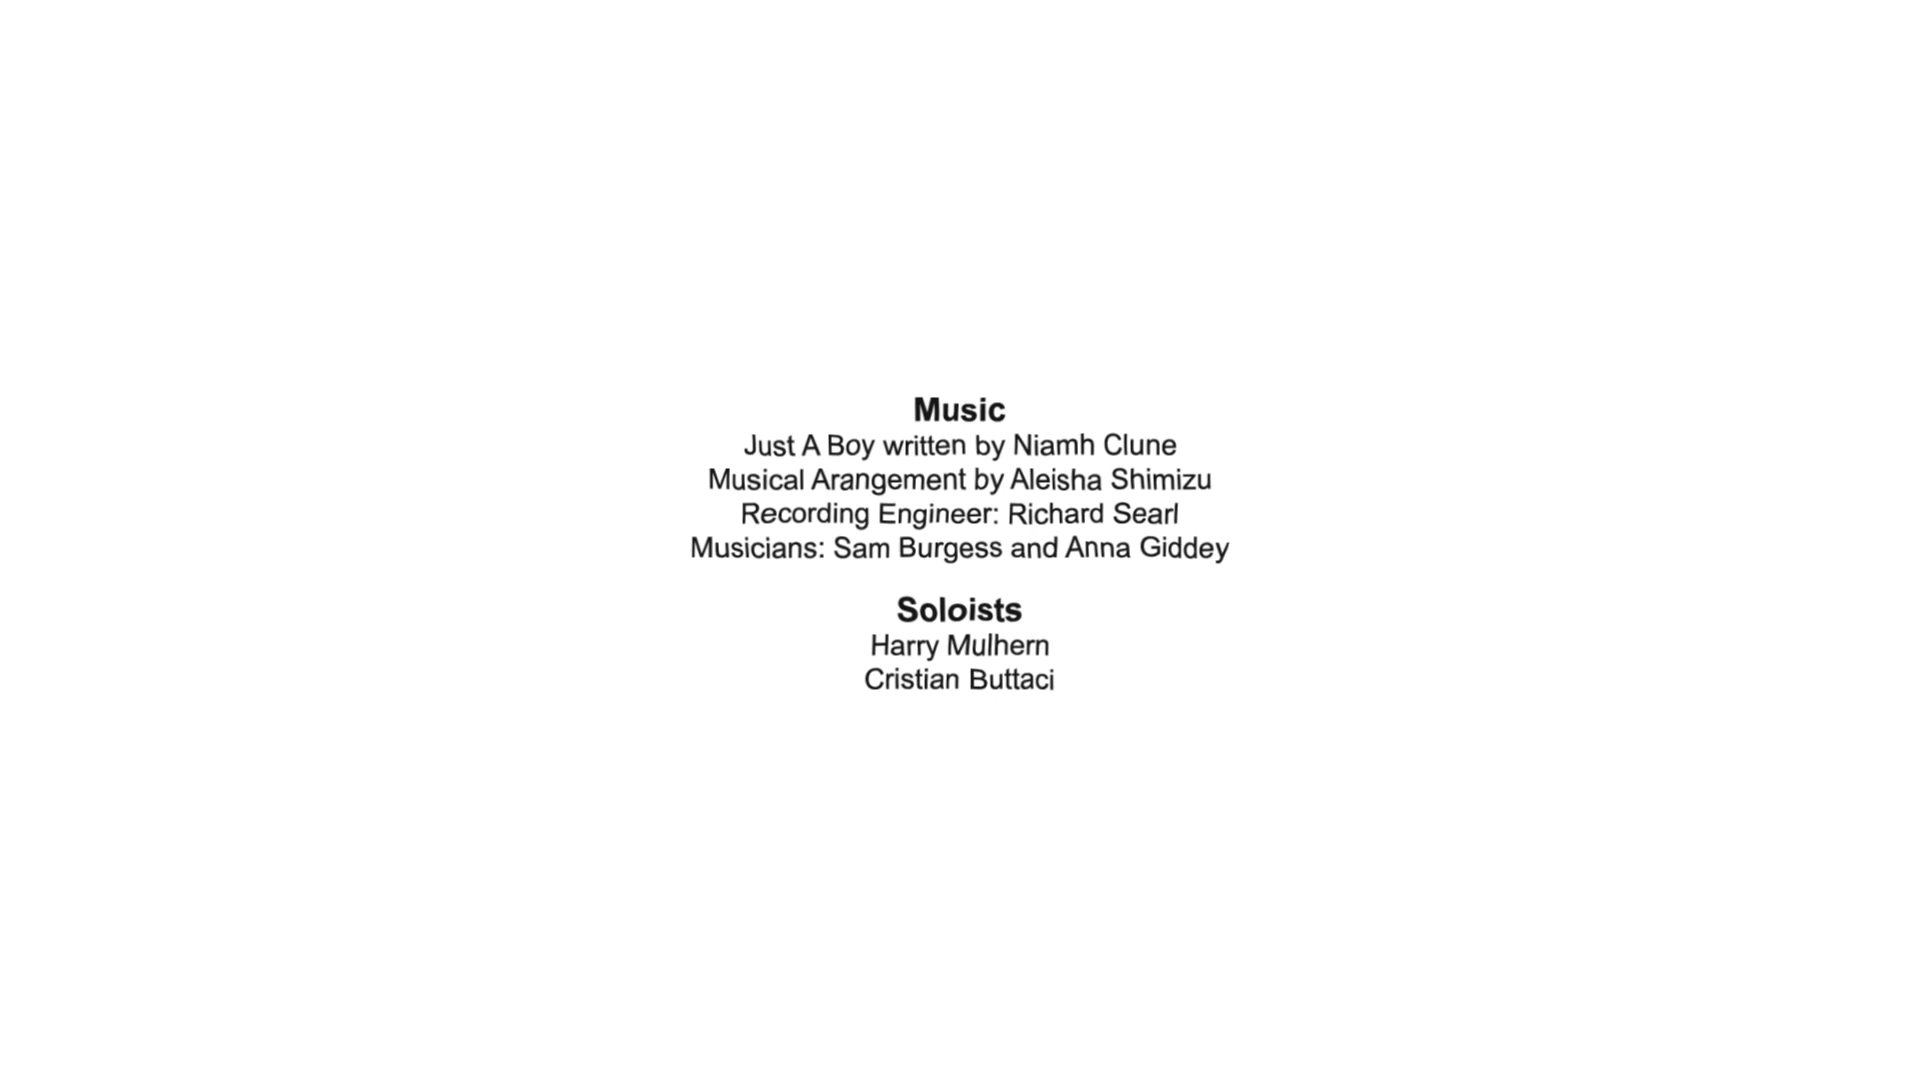 Music
Just A Boy written by Niamh Clune
Musical Arangement by Aleisha Shimizu
Recording Engineer: Richard Searl
Musicians: Sam Burgess and Anna Giddey
Soloists
Harry Mulhern
Cristian Buttaci